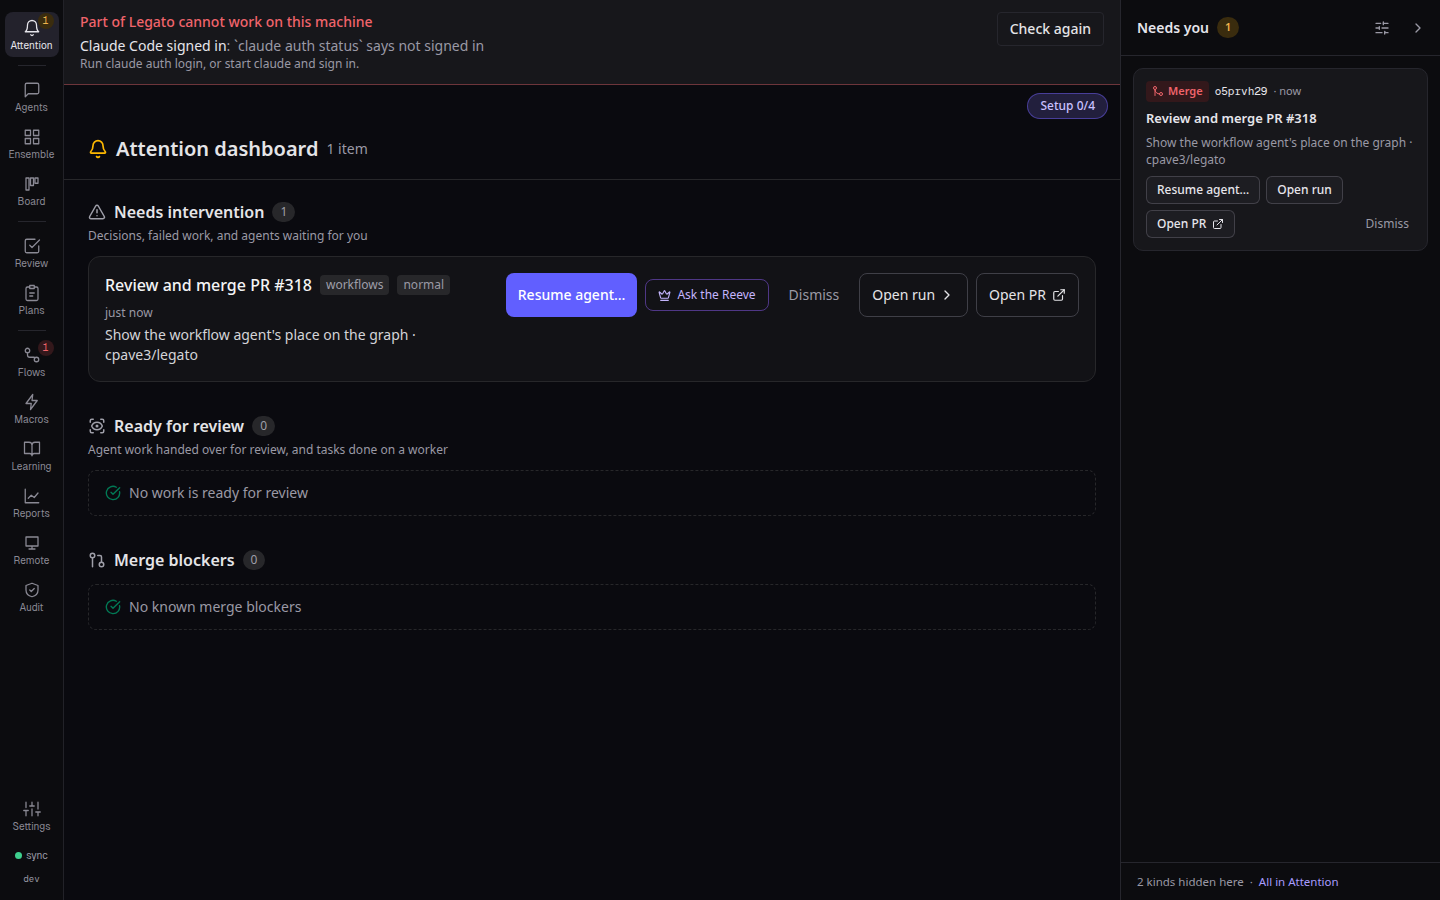 1
Attention
Agents
Ensemble
Board
Review
Plans
1
Flows
Macros
Learning
Reports
Remote
Audit
Settings
sync
dev
Part of Legato cannot work on this machine
Claude Code signed in: `claude auth status` says not signed in
Run claude auth login, or start claude and sign in.
Check again
Setup 0/4
Attention dashboard 1 item
Needs intervention 1
Decisions, failed work, and agents waiting for you
Review and merge PR #318 workflows normal
just now
Show the workflow agent's place on the graph ·
cpave3/legato
Resume agent... Ask the Reeve Dismiss Open run Open PR
Ready for review 0
Agent work handed over for review, and tasks done on a worker
No work is ready for review
Merge blockers 0
No known merge blockers
Needs you 1
Merge o5prvh29 · now
Review and merge PR #318
Show the workflow agent's place on the graph ·
cpave3/legato
Resume agent... Open run
Open PR Dismiss
2 kinds hidden here · All in Attention